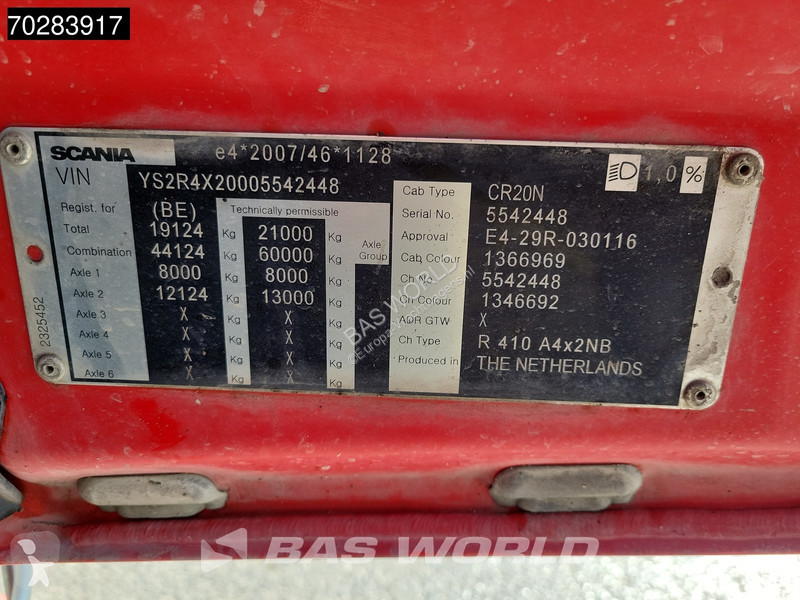 70283917
SCANIA e4*2007/46*1128
VIN YS2R4X20005542448
1,0 %
Regist. for (BE) Technically permissible
Total 19124 Kg 21000 Kg
Combination 44124 Kg 60000 Kg Axle Group
Axle 1 8000 Kg 8000 Kg
Axle 2 12124 Kg 13000 Kg
Axle 3 X Kg X Kg
Axle 4 X Kg X Kg
Axle 5 X Kg X Kg
Axle 6 X Kg X Kg
Cab Type CR20N
Serial No. 5542448
Approval E4-29R-030116
Cab Colour 1366969
Ch No. 5542448
Ch Colour 1346692
ADR GTW X
Ch Type R 410 A4x2NB
Produced in THE NETHERLANDS
2325452
BAS WORLD
BAS WORLD